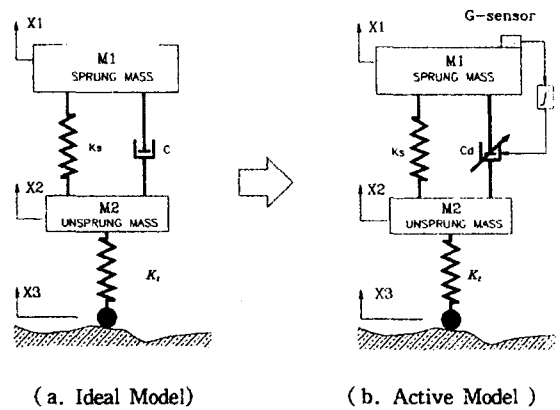 G-sensor
X1
M1
SPRUNG MASS
Ks
C
X2
M2
UNSPRUNG MASS
Kt
X3
X1
M1
SPRUNG MASS
∫
Ks
Cd
X2
M2
UNSPRUNG MASS
Kt
X3
(a. Ideal Model)
(b. Active Model)